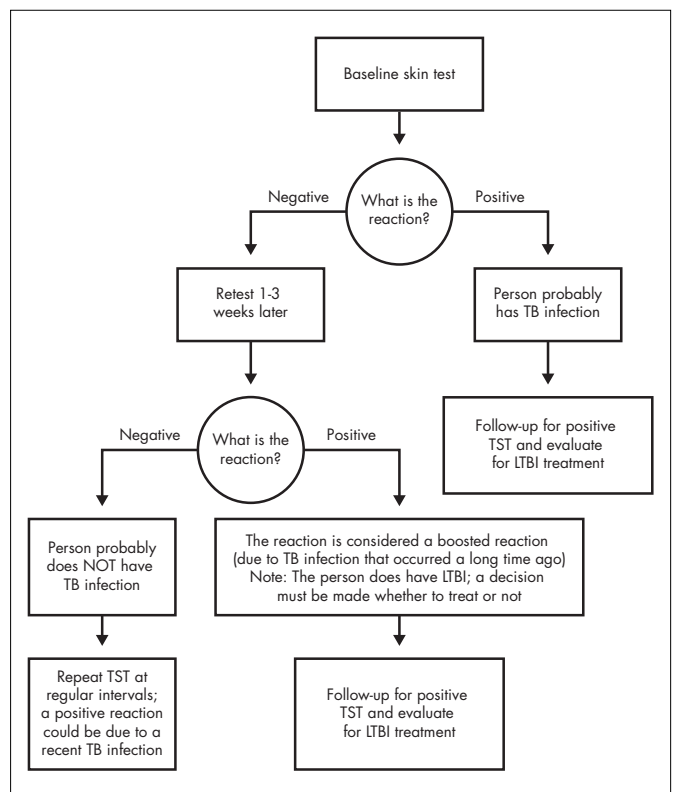 Baseline skin test
What is the
reaction?
Negative
Positive
Retest 1-3
weeks later
Person probably
has TB infection
What is the
reaction?
Negative
Positive
Follow-up for positive
TST and evaluate
for LTBI treatment
Person probably
does NOT have
TB infection
The reaction is considered a boosted reaction
(due to TB infection that occurred a long time ago)
Note: The person does have LTBI; a decision
must be made whether to treat or not
Repeat TST at
regular intervals;
a positive reaction
could be due to a
recent TB infection
Follow-up for positive
TST and evaluate
for LTBI treatment